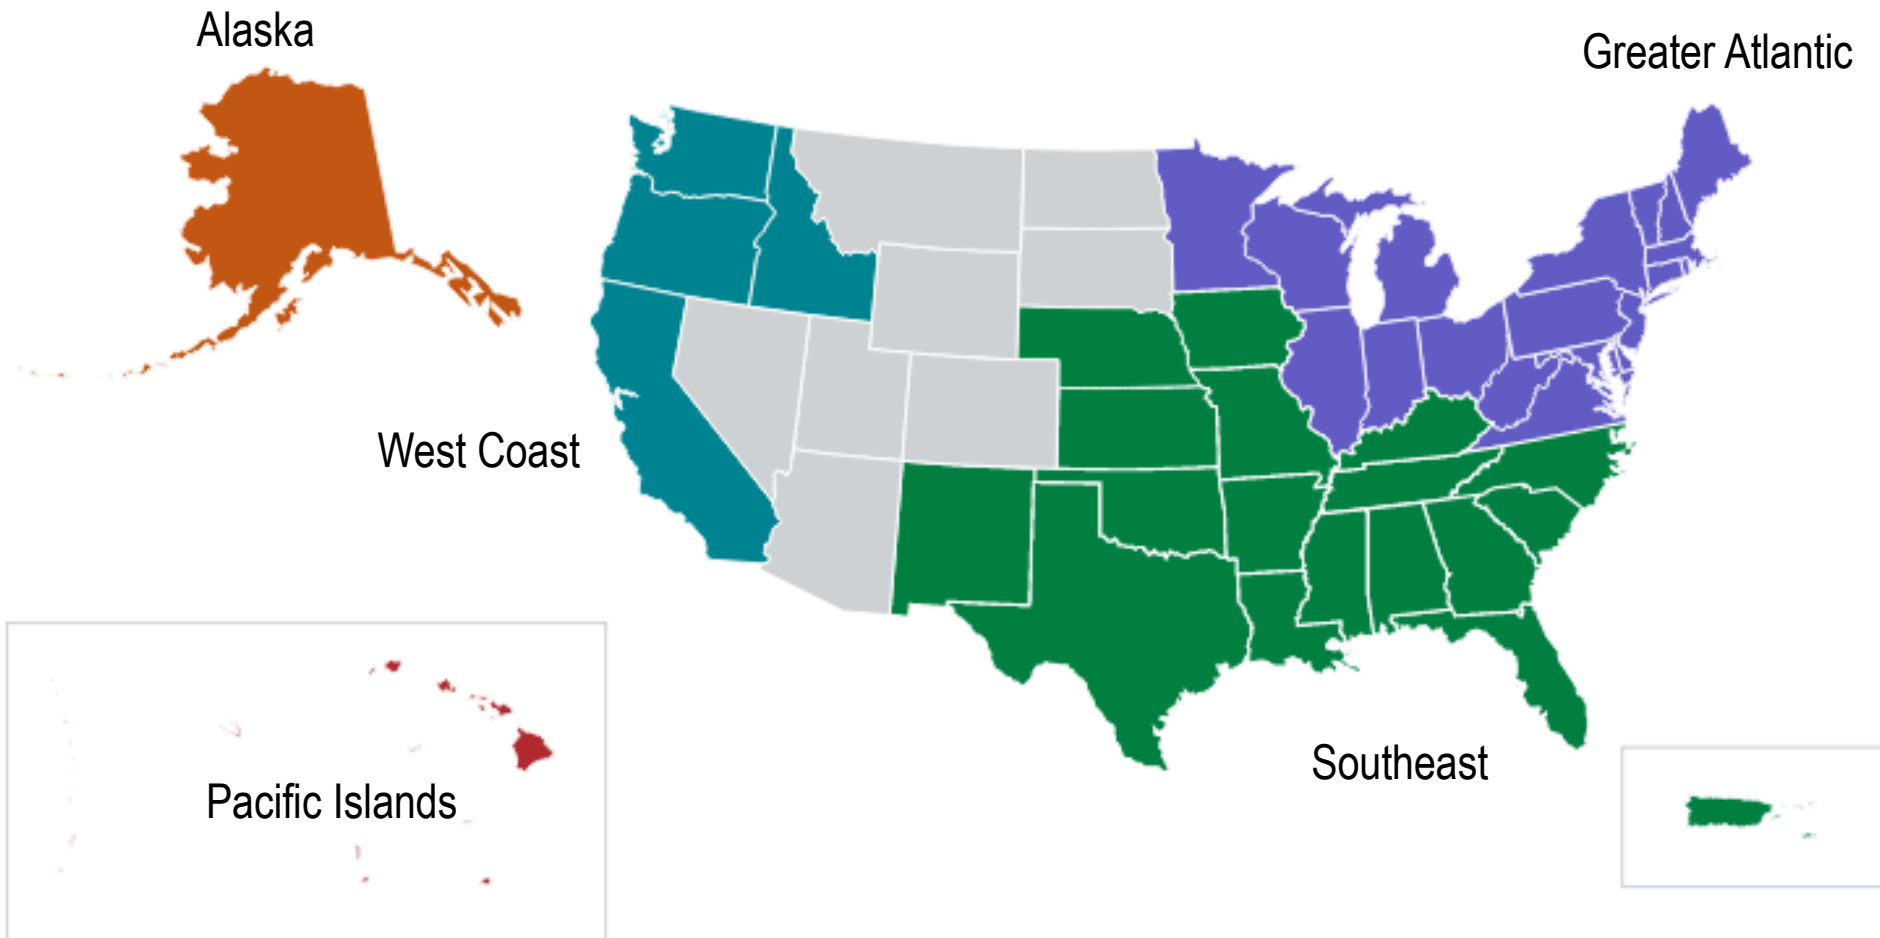 Alaska
Greater Atlantic
West Coast
Southeast
Pacific Islands